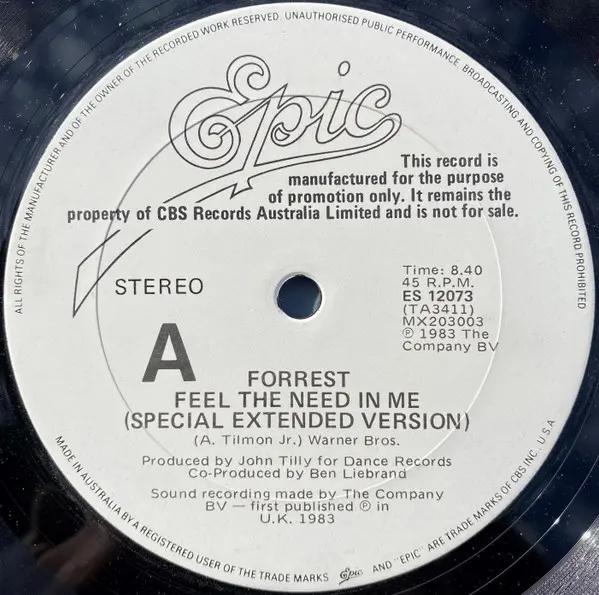 ALL RIGHTS OF THE MANUFACTURER AND OF THE OWNER OF THE RECORDED WORK RESERVED. UNAUTHORISED PUBLIC PERFORMANCE, BROADCASTING AND COPYING OF THIS RECORD PROHIBITED
Epic
This record is
manufactured for the purpose
of promotion only. It remains the
property of CBS Records Australia Limited and is not for sale.
STEREO
Time: 8.40
45 R.P.M.
ES 12073
(TA3411)
MX203003
℗ 1983 The
Company BV
A
FORREST
FEEL THE NEED IN ME
(SPECIAL EXTENDED VERSION)
(A. Tilmon Jr.) Warner Bros.
Produced by John Tilly for Dance Records
Co-Produced by Ben Liebrand
Sound recording made by The Company
BV — first published ℗ in
U.K. 1983
MADE IN AUSTRALIA BY A REGISTERED USER OF THE TRADE MARKS Epic AND "EPIC" ARE TRADE MARKS OF CBS INC. U.S.A